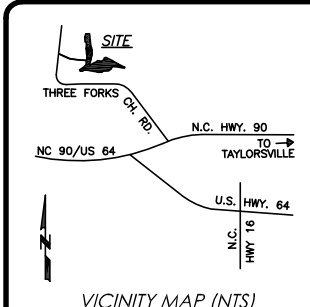 SITE
THREE FORKS
CH. RD.
N.C. HWY. 90
TO
TAYLORSVILLE
NC 90/US 64
U.S. HWY. 64
N.C.
HWY 16
N
VICINITY MAP (NTS)